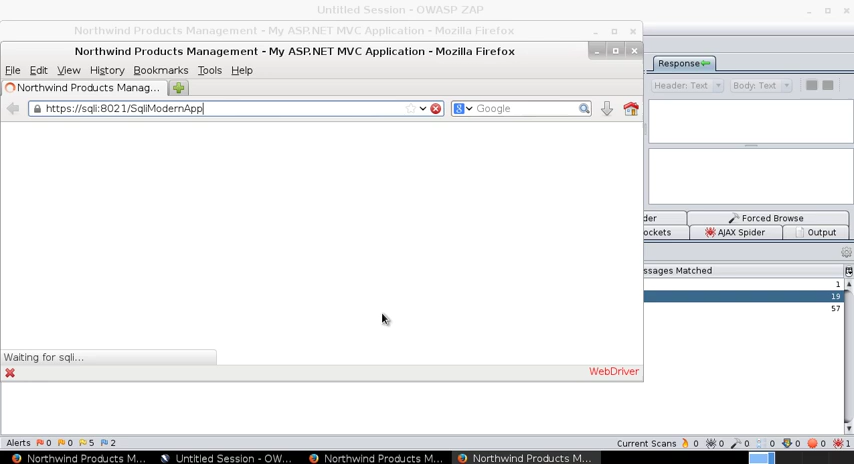 Untitled Session - OWASP ZAP
Northwind Products Management - My ASP.NET MVC Application - Mozilla Firefox
Northwind Products Management - My ASP.NET MVC Application - Mozilla Firefox
File Edit View History Bookmarks Tools Help
Response
Northwind Products Manag...
Header: Text Body: Text
https://sqli:8021/SqliModernApp
Google
der Forced Browse
ockets AJAX Spider Output
ssages Matched
1
19
57
Waiting for sqli...
WebDriver
Alerts 0 0 5 2 Current Scans 0 0 0 0 0 0 1
Northwind Products M... Untitled Session - OW... Northwind Products M... Northwind Products M...